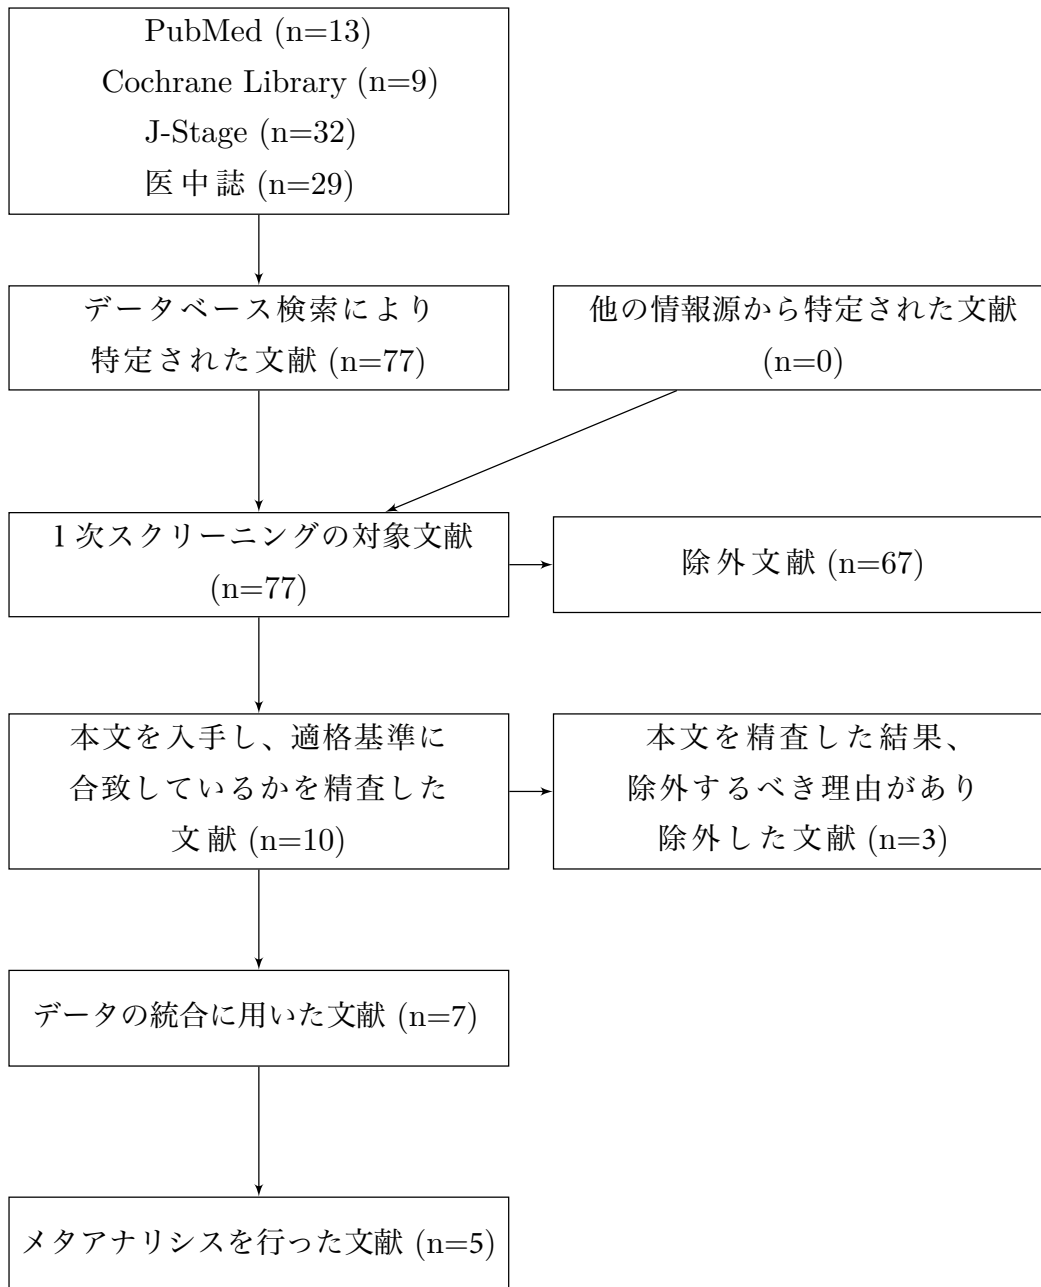 PubMed (n=13)
Cochrane Library (n=9)
J-Stage (n=32)
医中誌 (n=29)
データベース検索により
特定された文献 (n=77)
他の情報源から特定された文献
(n=0)
1 次スクリーニングの対象文献
(n=77)
除外文献 (n=67)
本文を入手し、適格基準に
合致しているかを精査した
文献 (n=10)
本文を精査した結果、
除外するべき理由があり
除外した文献 (n=3)
データの統合に用いた文献 (n=7)
メタアナリシスを行った文献 (n=5)